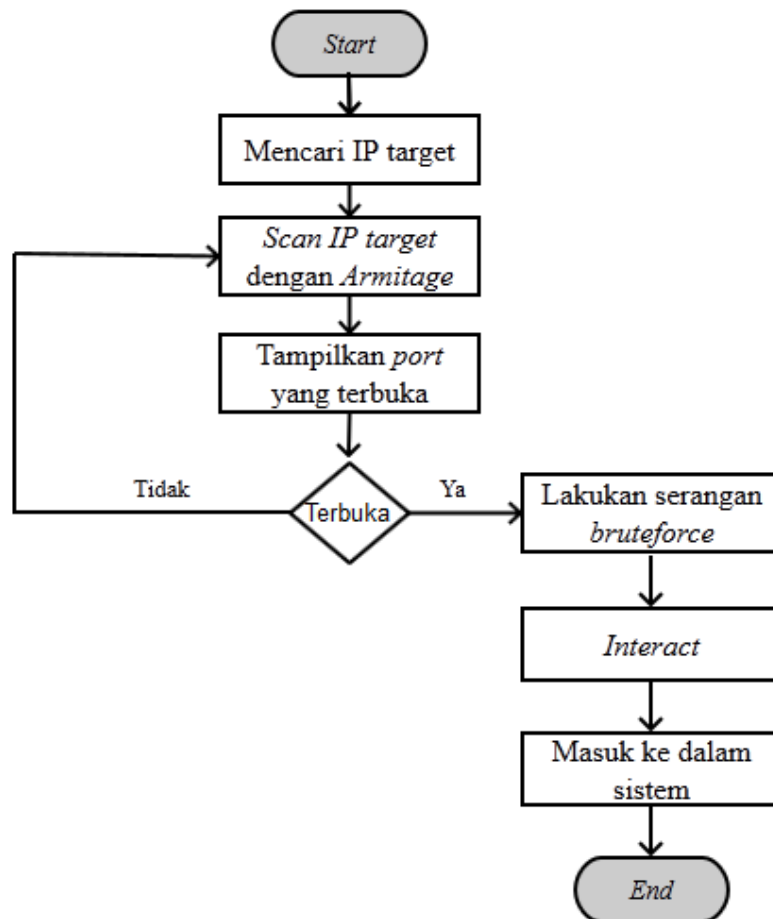 Start
Mencari IP target
Scan IP target
dengan Armitage
Tampilkan port
yang terbuka
Tidak
Terbuka
Ya
Lakukan serangan
bruteforce
Interact
Masuk ke dalam
sistem
End